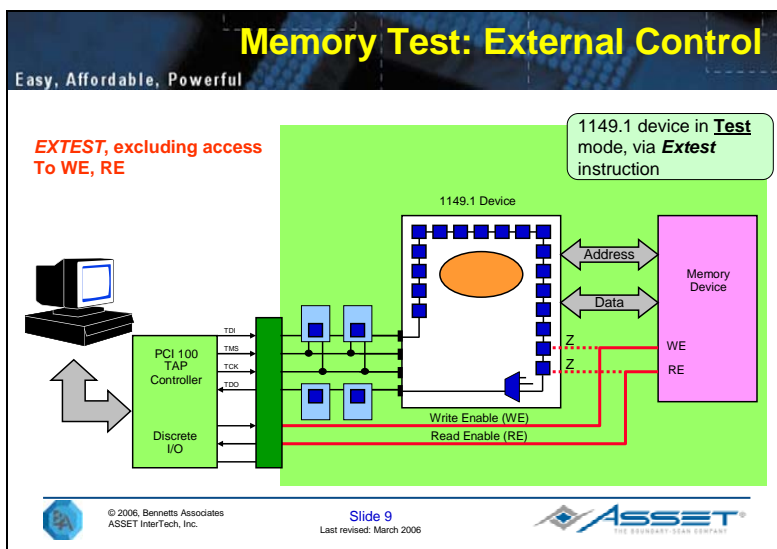 Memory Test: External Control
Easy, Affordable, Powerful
EXTEST, excluding access
To WE, RE
1149.1 device in Test
mode, via Extest
instruction
1149.1 Device
Address
Data
Memory
Device
Z
Z
WE
RE
TDI
TMS
TCK
TDO
PCI 100
TAP
Controller
Discrete
I/O
Write Enable (WE)
Read Enable (RE)
© 2006, Bennetts Associates
ASSET InterTech, Inc.
Slide 9
Last revised: March 2006
ASSET
THE BOUNDARY-SCAN COMPANY